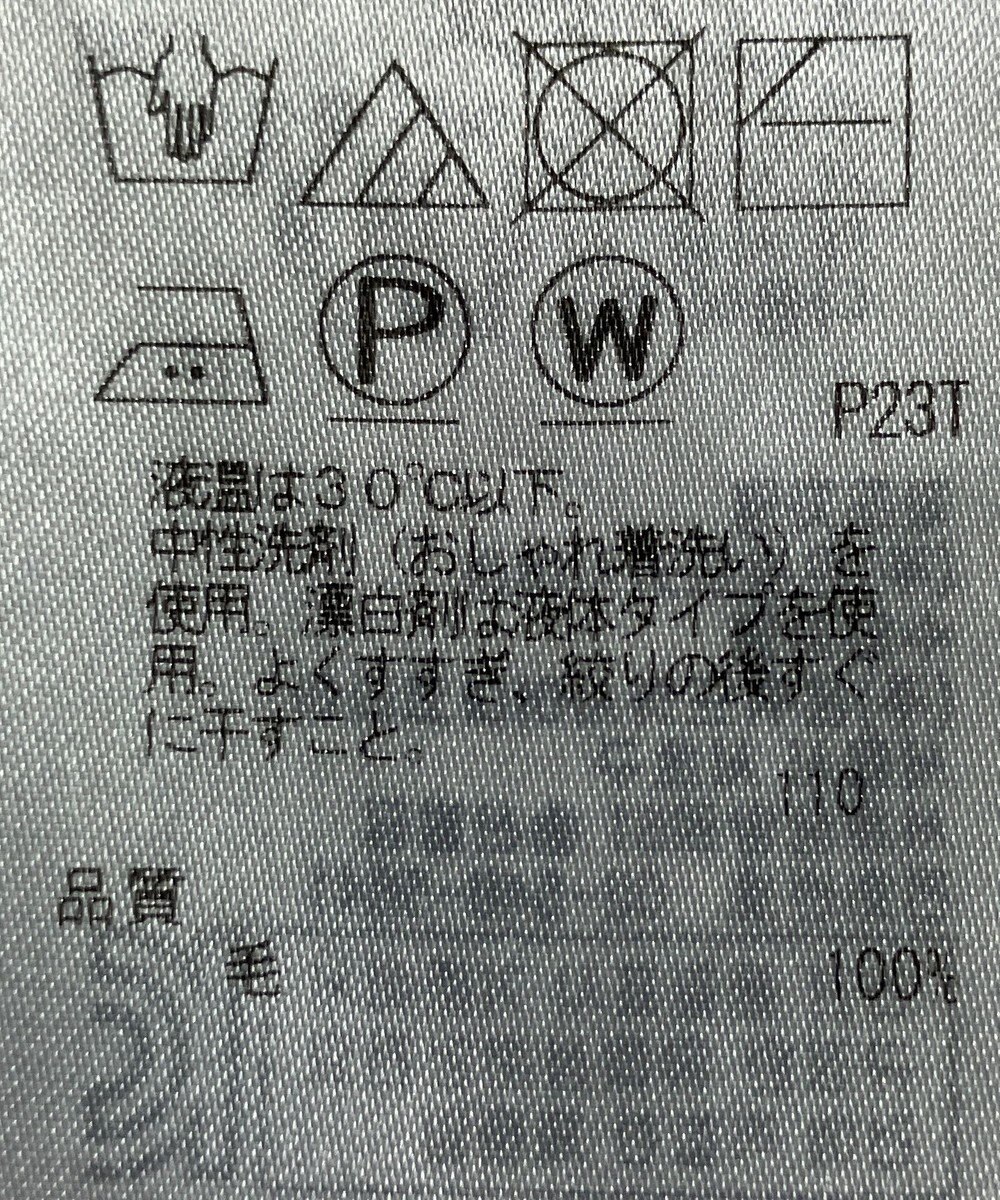 P
W
P23T
液温は30℃以下。
中性洗剤(おしゃれ着洗い)を
使用。漂白剤は液体タイプを使
用。よくすすぎ、絞りの後すぐ
に干すこと。
110
品質
毛 100%